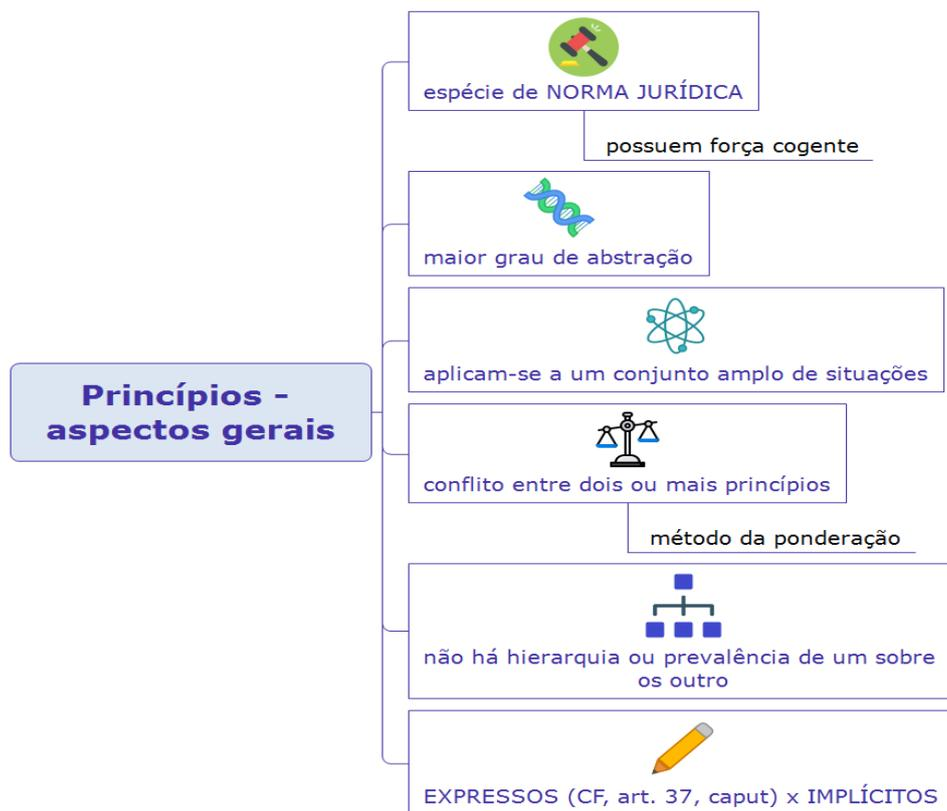 espécie de NORMA JURÍDICA
possuem força cogente
maior grau de abstração
aplicam-se a um conjunto amplo de situações
Princípios -
aspectos gerais
conflito entre dois ou mais princípios
método da ponderação
não há hierarquia ou prevalência de um sobre
os outro
EXPRESSOS (CF, art. 37, caput) x IMPLÍCITOS